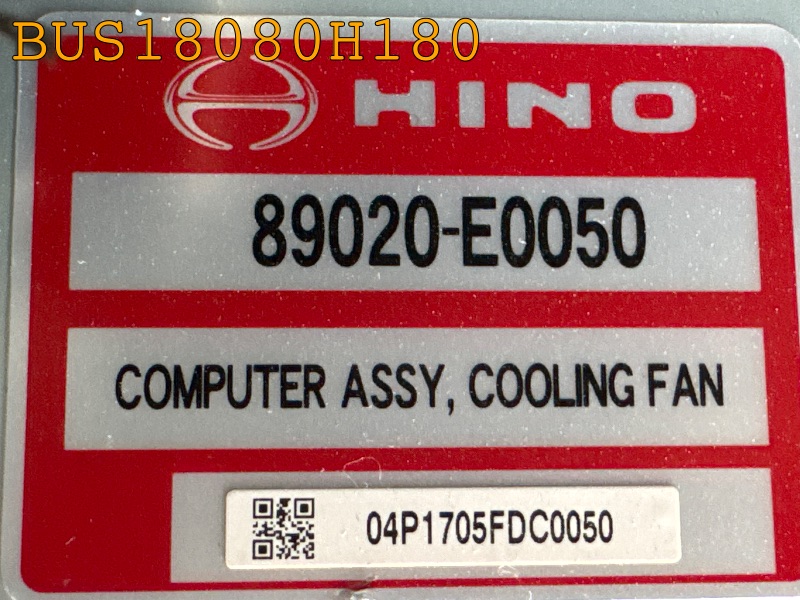 BUS18080H180
HINO
89020-E0050
COMPUTER ASSY, COOLING FAN
04P1705FDC0050